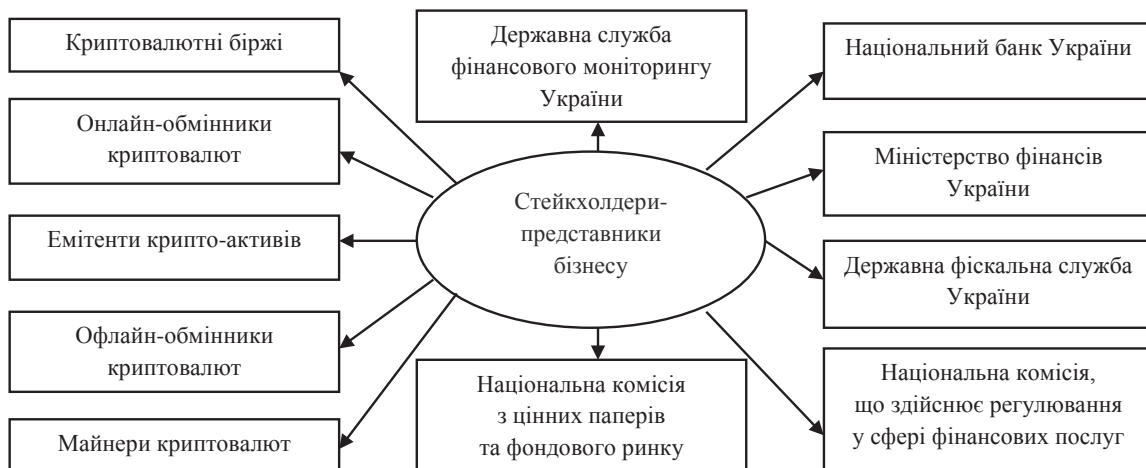 Криптовалютні біржі
Онлайн-обмінники
криптовалют
Емітенти крипто-активів
Офлайн-обмінники
криптовалют
Майнери криптовалют
Державна служба
фінансового моніторингу
України
Стейкхолдери-
представники
бізнесу
Національна комісія
з цінних паперів
та фондового ринку
Національний банк України
Міністерство фінансів
України
Державна фіскальна служба
України
Національна комісія,
що здійснює регулювання
у сфері фінансових послуг